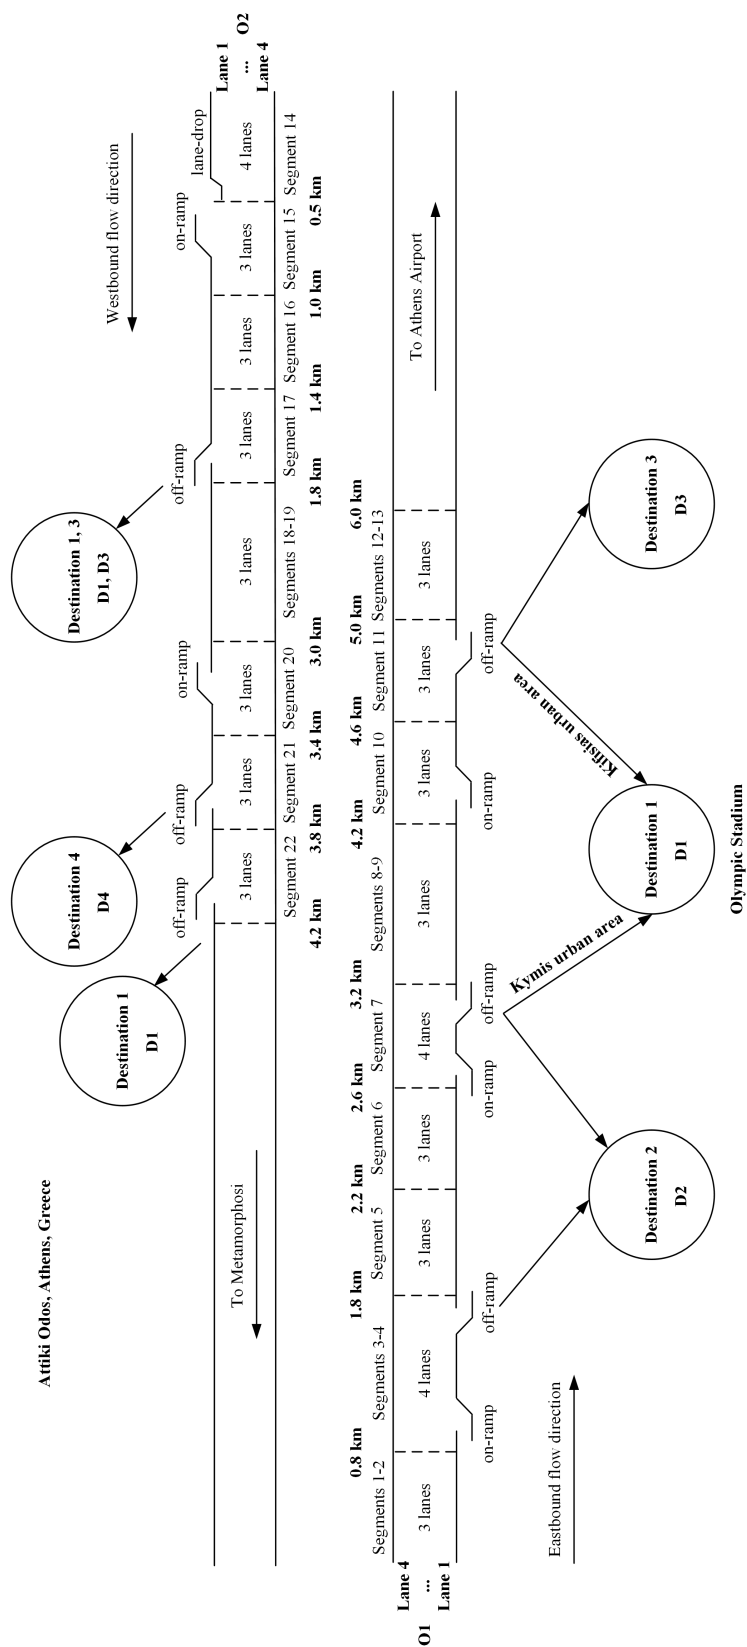 Attiki Odos, Athens, Greece
Destination 1
D1
Destination 4
D4
Destination 1, 3
D1, D3
Westbound flow direction
off-ramp
off-ramp
on-ramp
off-ramp
on-ramp
lane-drop
Lane 1
...
Lane 4
O2
To Metamorphosi
3 lanes
3 lanes
3 lanes
3 lanes
3 lanes
3 lanes
3 lanes
4 lanes
Segment 22
Segment 21
Segment 20
Segments 18-19
Segment 17
Segment 16
Segment 15
Segment 14
4.2 km
3.8 km
3.4 km
3.0 km
1.8 km
1.4 km
1.0 km
0.5 km
0.8 km
1.8 km
2.2 km
2.6 km
3.2 km
4.2 km
4.6 km
5.0 km
6.0 km
Segments 1-2
Segments 3-4
Segment 5
Segment 6
Segment 7
Segments 8-9
Segment 10
Segment 11
Segments 12-13
O1
Lane 4
...
Lane 1
3 lanes
4 lanes
3 lanes
3 lanes
4 lanes
3 lanes
3 lanes
3 lanes
3 lanes
To Athens Airport
on-ramp
off-ramp
on-ramp
off-ramp
on-ramp
off-ramp
Eastbound flow direction
Kymis urban area
Kifisias urban area
Destination 2
D2
Destination 1
D1
Destination 3
D3
Olympic Stadium